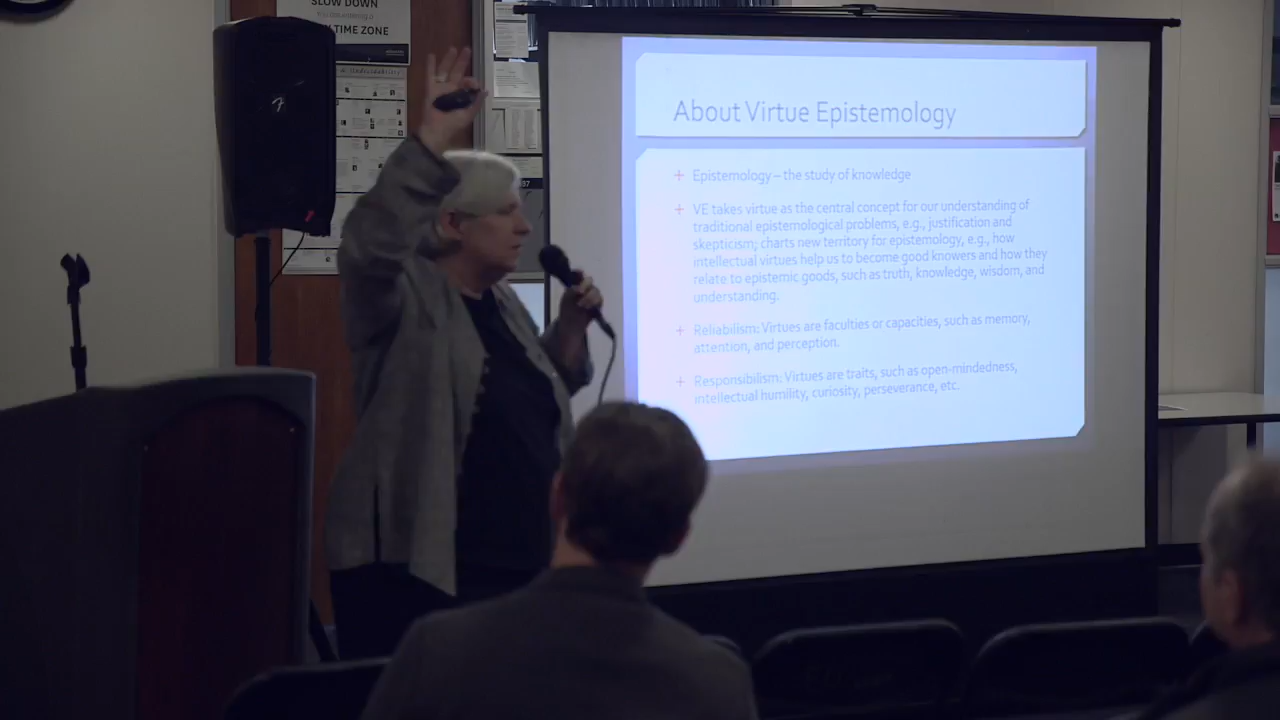 SLOW DOWN
TIME ZONE
37
About Virtue Epistemology
Epistemology – the study of knowledge
VE takes virtue as the central concept for our understanding of
traditional epistemological problems, e.g., justification and
skepticism; charts new territory for epistemology, e.g., how
intellectual virtues help us to become good knowers and how they
relate to epistemic goods, such as truth, knowledge, wisdom, and
understanding.
Reliabilism: Virtues are faculties or capacities, such as memory,
attention, and perception.
Responsibilism: Virtues are traits, such as open-mindedness,
intellectual humility, curiosity, perseverance, etc.